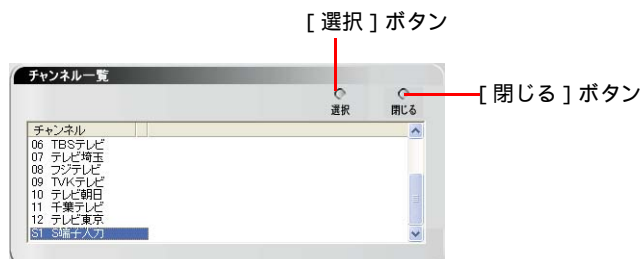 [ 選択 ] ボタン
チャンネル一覧
選択
閉じる
[ 閉じる ] ボタン
チャンネル
06 TBSテレビ
07 テレビ埼玉
08 フジテレビ
09 TVKテレビ
10 テレビ朝日
11 千葉テレビ
12 テレビ東京
S1 S端子入力